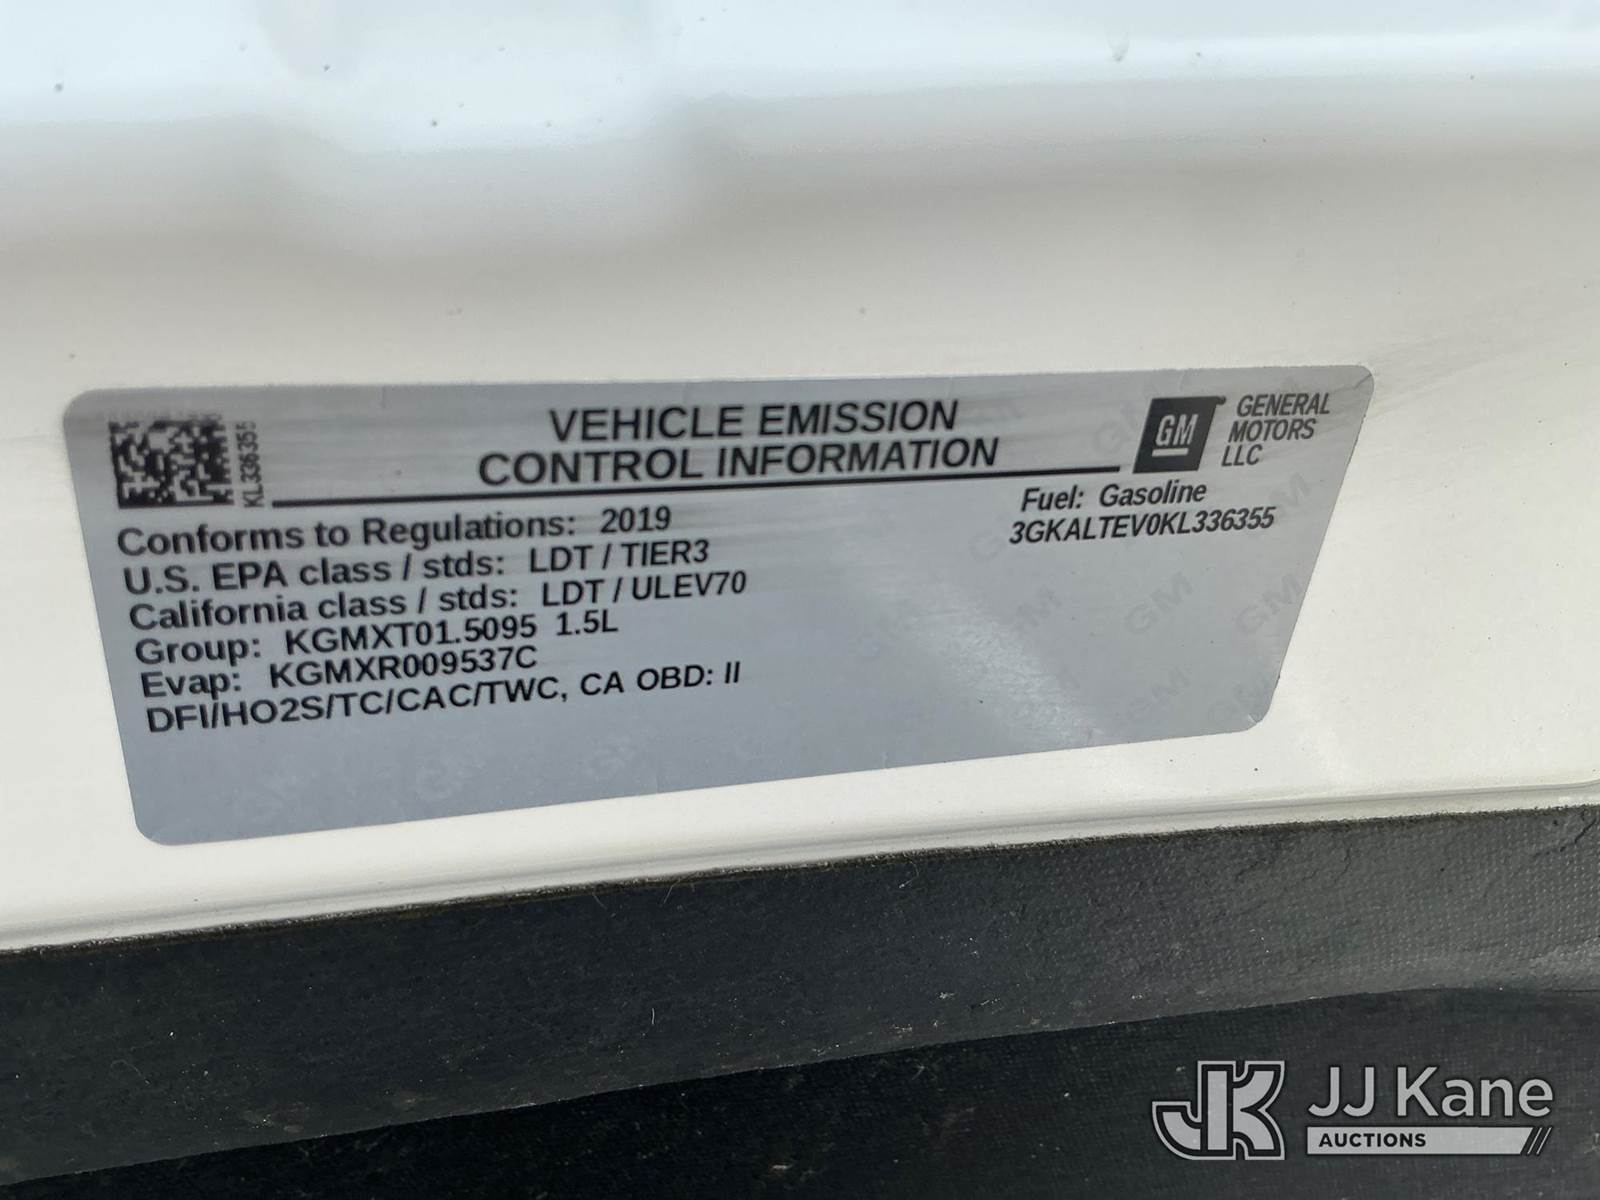 VEHICLE EMISSION
CONTROL INFORMATION
KL336355
GM
GENERAL
MOTORS
LLC
Conforms to Regulations: 2019
U.S. EPA class / stds: LDT / TIER3
California class / stds: LDT / ULEV70
Group: KGMXT01.5095 1.5L
Evap: KGMXR009537C
DFI/HO2S/TC/CAC/TWC, CA OBD: II
Fuel: Gasoline
3GKALTEV0KL336355
JK
JJ Kane
AUCTIONS